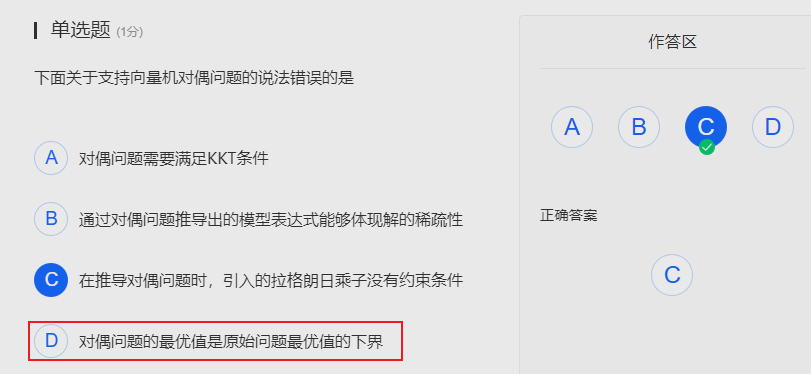 单选题 (1分)
下面关于支持向量机对偶问题的说法错误的是
A 对偶问题需要满足KKT条件
B 通过对偶问题推导出的模型表达式能够体现解的稀疏性
C 在推导对偶问题时，引入的拉格朗日乘子没有约束条件
D 对偶问题的最优值是原始问题最优值的下界
作答区
A B C D
正确答案
C